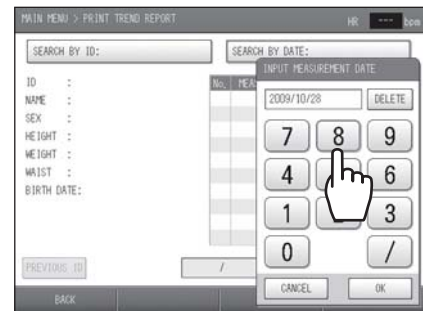 MAIN MENU > PRINT TREND REPORT HR --- bpm
SEARCH BY ID: SEARCH BY DATE:
INPUT MEASUREMENT DATE
ID :
No.
2009/10/28 DELETE
NAME :
SEX :
HEIGHT :
WEIGHT :
WAIST :
BIRTH DATE:
7 8 9
4 6
1 3
0 /
PREVIOUS ID /
CANCEL OK
BACK